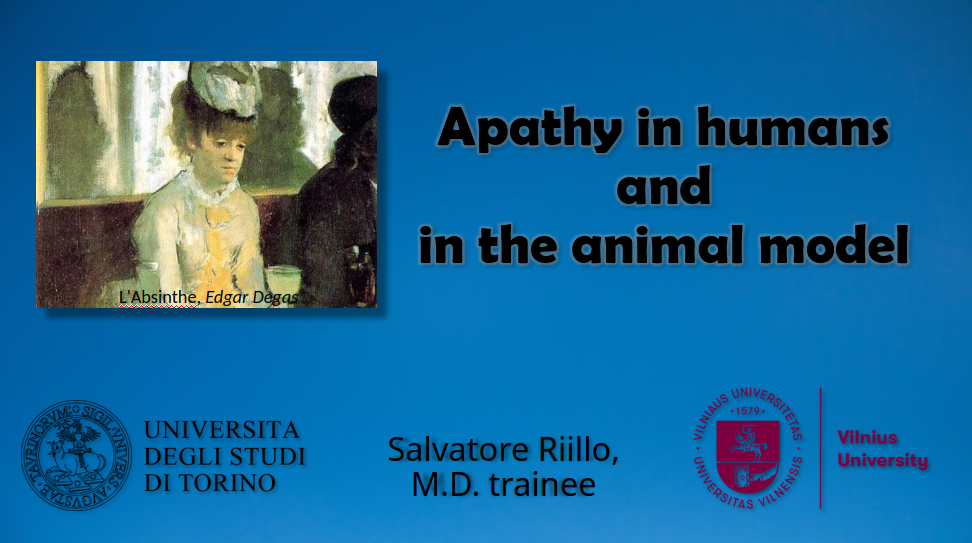 Apathy in humans
and
in the animal model
L'Absinthe, Edgar Degas
UNIVERSITA
DEGLI STUDI
DI TORINO
Salvatore Riillo,
M.D. trainee
VILNIAUS UNIVERSITETAS
·1579·
UNIVERSITAS VILNENSIS
Vilnius
University